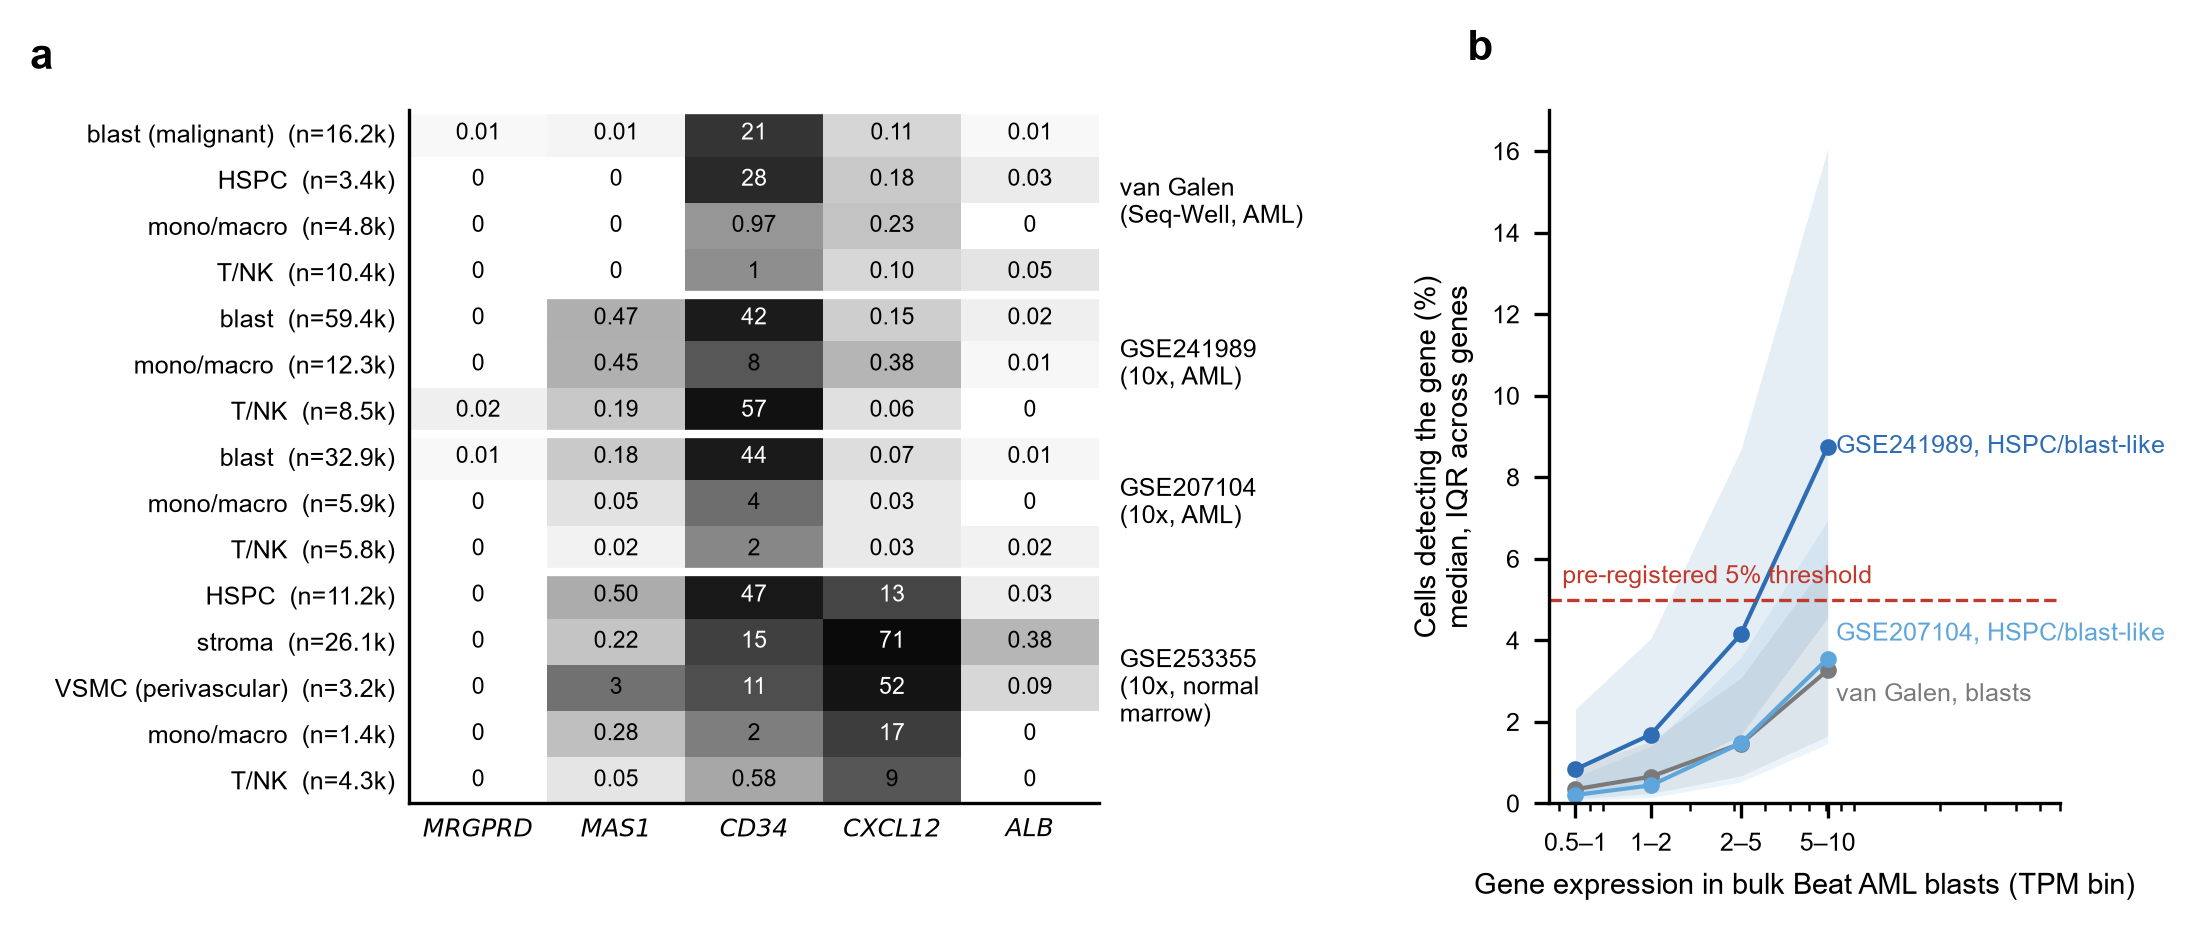 a
blast (malignant) (n=16.2k) 0.01 0.01 21 0.11 0.01
HSPC (n=3.4k) 0 0 28 0.18 0.03
mono/macro (n=4.8k) 0 0 0.97 0.23 0
T/NK (n=10.4k) 0 0 1 0.10 0.05
van Galen
(Seq-Well, AML)
blast (n=59.4k) 0 0.47 42 0.15 0.02
mono/macro (n=12.3k) 0 0.45 8 0.38 0.01
T/NK (n=8.5k) 0.02 0.19 57 0.06 0
GSE241989
(10x, AML)
blast (n=32.9k) 0.01 0.18 44 0.07 0.01
mono/macro (n=5.9k) 0 0.05 4 0.03 0
T/NK (n=5.8k) 0 0.02 2 0.03 0.02
GSE207104
(10x, AML)
HSPC (n=11.2k) 0 0.50 47 13 0.03
stroma (n=26.1k) 0 0.22 15 71 0.38
VSMC (perivascular) (n=3.2k) 0 3 11 52 0.09
mono/macro (n=1.4k) 0 0.28 2 17 0
T/NK (n=4.3k) 0 0.05 0.58 9 0
GSE253355
(10x, normal
marrow)
MRGPRD MAS1 CD34 CXCL12 ALB
b
Cells detecting the gene (%)
median, IQR across genes
16
14
12
10
8
6
4
2
0
GSE241989, HSPC/blast-like
pre-registered 5% threshold
GSE207104, HSPC/blast-like
van Galen, blasts
0.5–1 1–2 2–5 5–10
Gene expression in bulk Beat AML blasts (TPM bin)